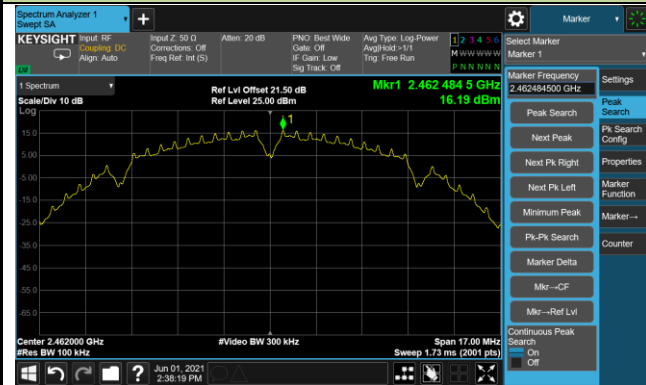 Spectrum Analyzer 1
Swept SA
Marker
KEYSIGHT
Input: RF
Coupling: DC
Align: Auto
Input Z: 50 Ω
Corrections: Off
Freq Ref: Int (S)
Atten: 20 dB
PNO: Best Wide
Gate: Off
IF Gain: Low
Sig Track: Off
Avg Type: Log-Power
Avg|Hold:>1/1
Trig: Free Run
1 2 3 4 5 6
M W W W W W
P N N N N N
Select Marker
Marker 1
1 Spectrum
Scale/Div 10 dB
Log
Ref Lvl Offset 21.50 dB
Ref Level 25.00 dBm
Mkr1 2.462 484 5 GHz
16.19 dBm
1
15.0
5.00
-5.00
-15.0
-25.0
-35.0
-45.0
-55.0
-65.0
Center 2.462000 GHz
#Res BW 100 kHz
#Video BW 300 kHz
Span 17.00 MHz
Sweep 1.73 ms (2001 pts)
Marker Frequency
2.462484500 GHz
Peak Search
Next Peak
Next Pk Right
Next Pk Left
Minimum Peak
Pk-Pk Search
Marker Delta
Mkr→CF
Mkr→Ref Lvl
Continuous Peak
Search
On
Off
Settings
Peak
Search
Pk Search
Config
Properties
Marker
Function
Marker→
Counter
Jun 01, 2021
2:38:19 PM